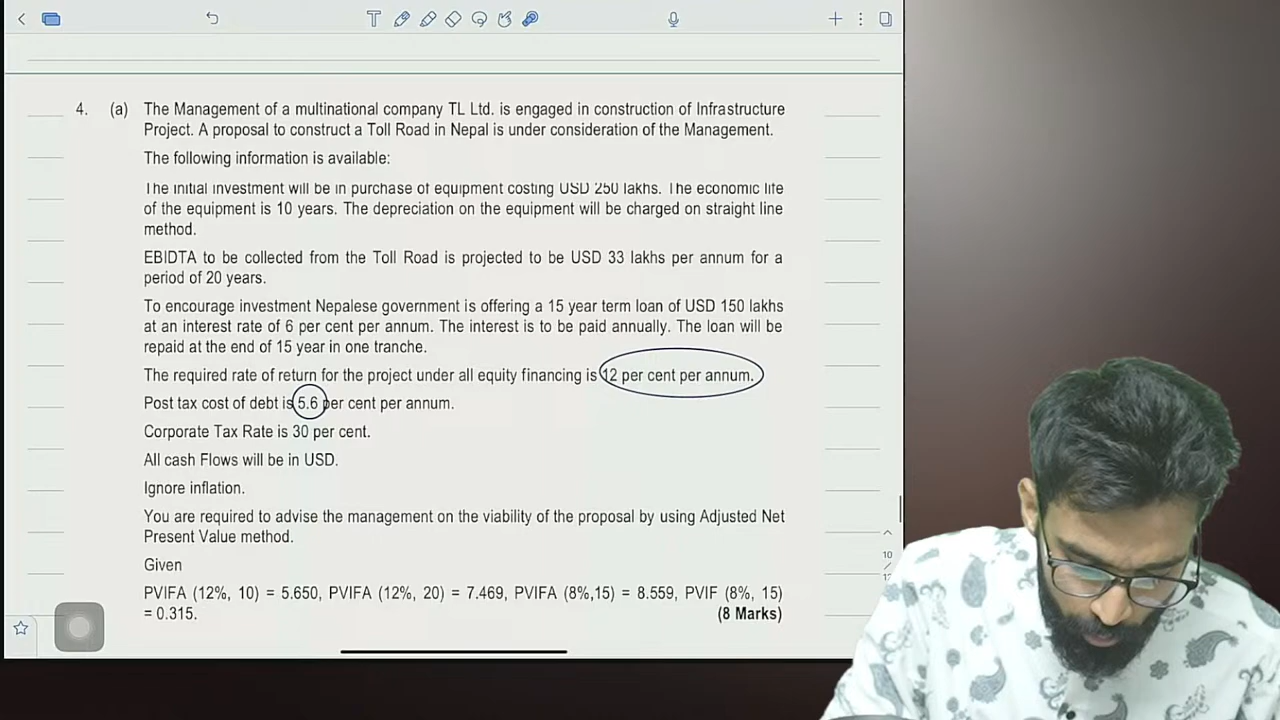 4. (a) The Management of a multinational company TL Ltd. is engaged in construction of Infrastructure
Project. A proposal to construct a Toll Road in Nepal is under consideration of the Management.
The following information is available:
The initial investment will be in purchase of equipment costing USD 250 lakhs. The economic life
of the equipment is 10 years. The depreciation on the equipment will be charged on straight line
method.
EBIDTA to be collected from the Toll Road is projected to be USD 33 lakhs per annum for a
period of 20 years.
To encourage investment Nepalese government is offering a 15 year term loan of USD 150 lakhs
at an interest rate of 6 per cent per annum. The interest is to be paid annually. The loan will be
repaid at the end of 15 year in one tranche.
The required rate of return for the project under all equity financing is 12 per cent per annum.
Post tax cost of debt is 5.6 per cent per annum.
Corporate Tax Rate is 30 per cent.
All cash Flows will be in USD.
Ignore inflation.
You are required to advise the management on the viability of the proposal by using Adjusted Net
Present Value method.
Given
PVIFA (12%, 10) = 5.650, PVIFA (12%, 20) = 7.469, PVIFA (8%,15) = 8.559, PVIF (8%, 15)
= 0.315. (8 Marks)
10